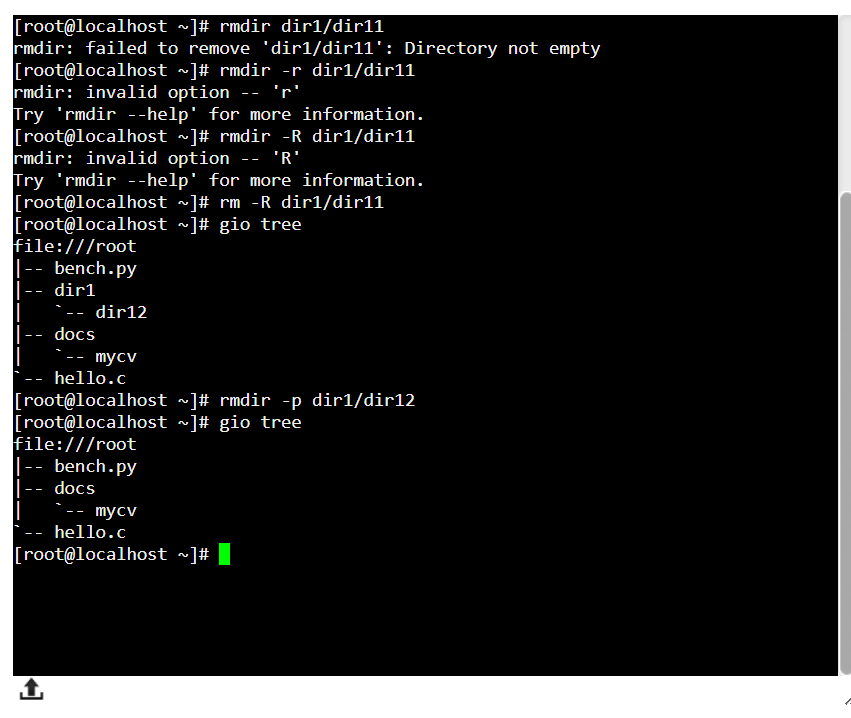 [root@localhost ~]# rmdir dir1/dir11
rmdir: failed to remove 'dir1/dir11': Directory not empty
[root@localhost ~]# rmdir -r dir1/dir11
rmdir: invalid option -- 'r'
Try 'rmdir --help' for more information.
[root@localhost ~]# rmdir -R dir1/dir11
rmdir: invalid option -- 'R'
Try 'rmdir --help' for more information.
[root@localhost ~]# rm -R dir1/dir11
[root@localhost ~]# gio tree
file:///root
|-- bench.py
|-- dir1
|   `-- dir12
|-- docs
|   `-- mycv
`-- hello.c
[root@localhost ~]# rmdir -p dir1/dir12
[root@localhost ~]# gio tree
file:///root
|-- bench.py
|-- docs
|   `-- mycv
`-- hello.c
[root@localhost ~]#